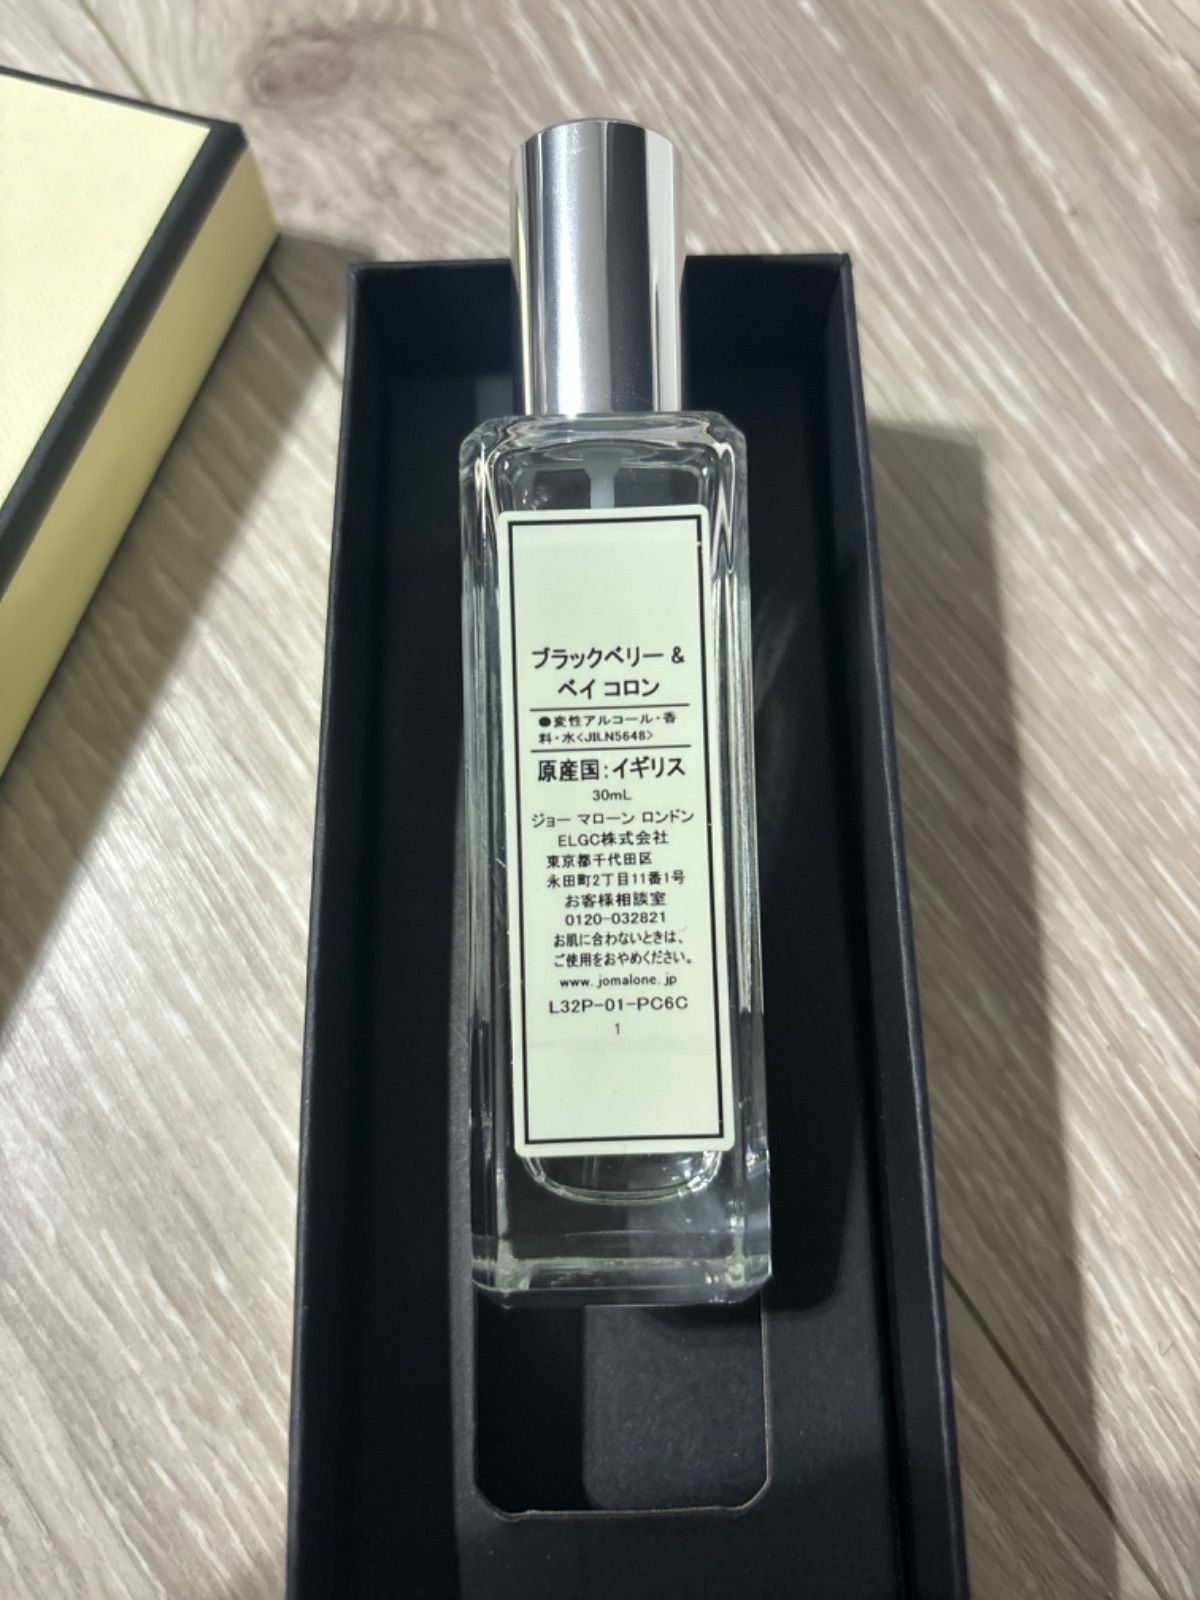 ブラックベリー &
ベイ コロン
●変性アルコール・香
料・水<JILN5648>
原産国:イギリス
30mL
ジョー マローン ロンドン
ELGC株式会社
東京都千代田区
永田町2丁目11番1号
お客様相談室
0120-032821
お肌に合わないときは、
ご使用をおやめください。
www.jomalone.jp
L32P-01-PC6C
1